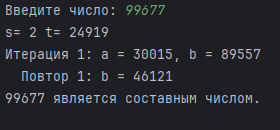 Введите число: 99677
s= 2 t= 24919
Итерация 1: a = 30015, b = 89557
  Повтор 1: b = 46121
99677 является составным числом.